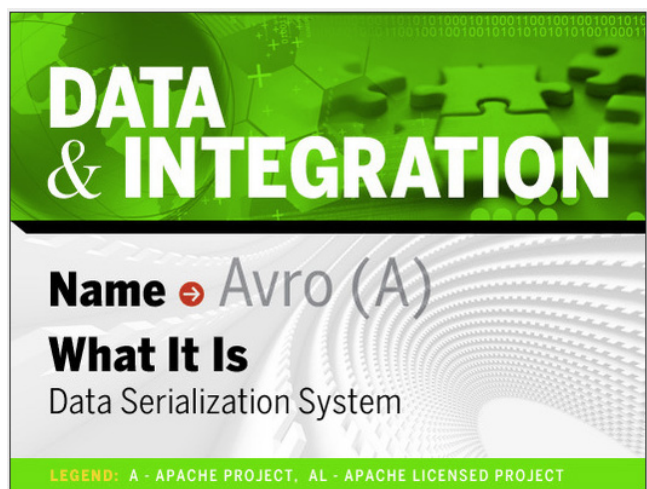 DATA
& INTEGRATION
Name Avro (A)
What It Is
Data Serialization System
LEGEND: A - APACHE PROJECT, AL - APACHE LICENSED PROJECT